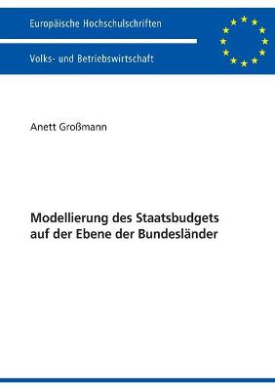 Europäische Hochschulschriften
Volks- und Betriebswirtschaft
Anett Großmann
Modellierung des Staatsbudgets
auf der Ebene der Bundesländer